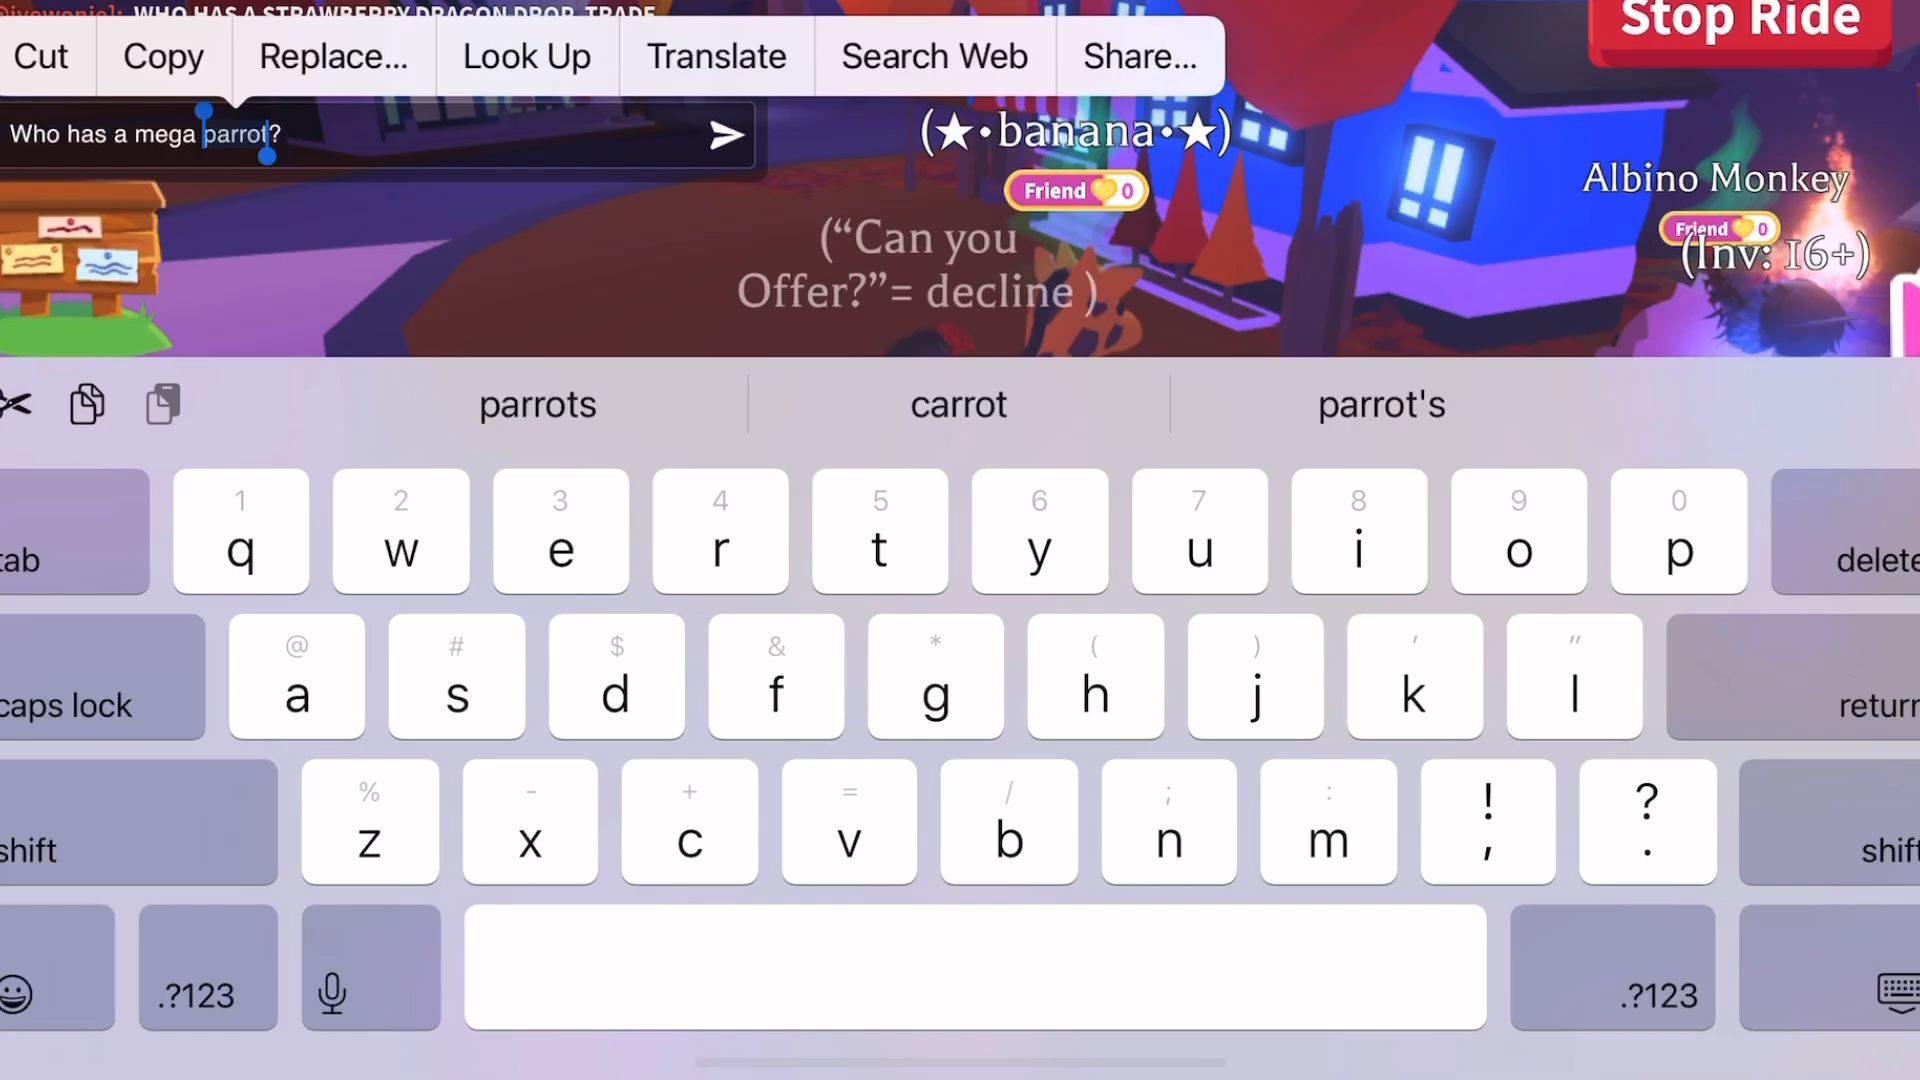 WHO HAS A STRAWBERRY DRAGON DROP, TRADE
Stop Ride
Cut Copy Replace... Look Up Translate Search Web Share...
Who has a mega parrot?
(★•banana•★)
Friend 0
Albino Monkey
Friend 0
(Inv: 16+)
(“Can you
Offer?”= decline )
parrots carrot parrot's
1 2 3 4 5 6 7 8 9 0
tab q w e r t y u i o p delete
@ # $ & * ( ) ' "
caps lock a s d f g h j k l return
% - + = / ; : ! ?
shift z x c v b n m , . shift
.?123 .?123